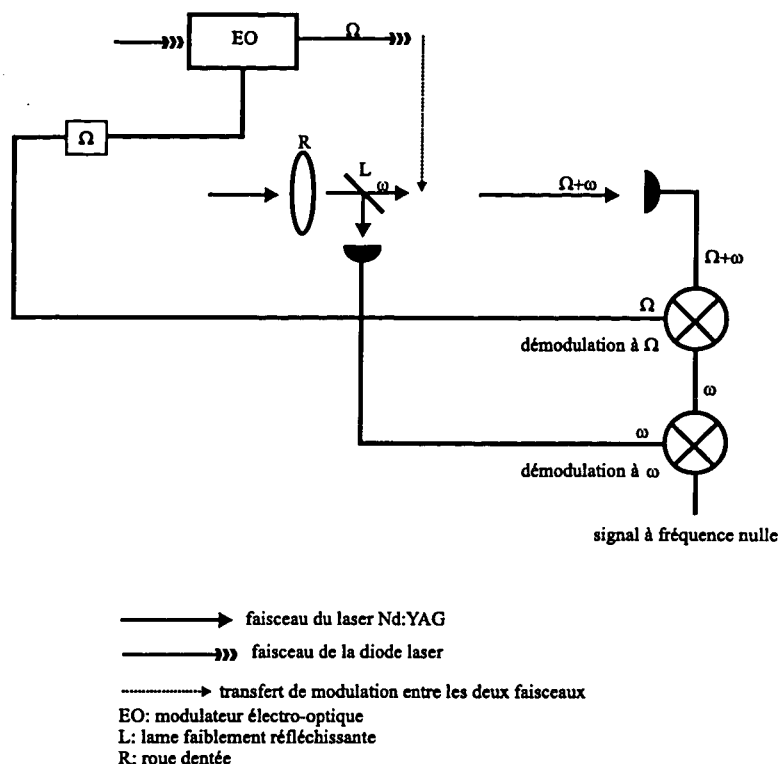 EO
Ω
Ω
R
L
ω
Ω+ω
Ω+ω
Ω
démodulation à Ω
ω
ω
démodulation à ω
signal à fréquence nulle
faisceau du laser Nd:YAG
faisceau de la diode laser
transfert de modulation entre les deux faisceaux
EO: modulateur électro-optique
L: lame faiblement réfléchissante
R: roue dentée